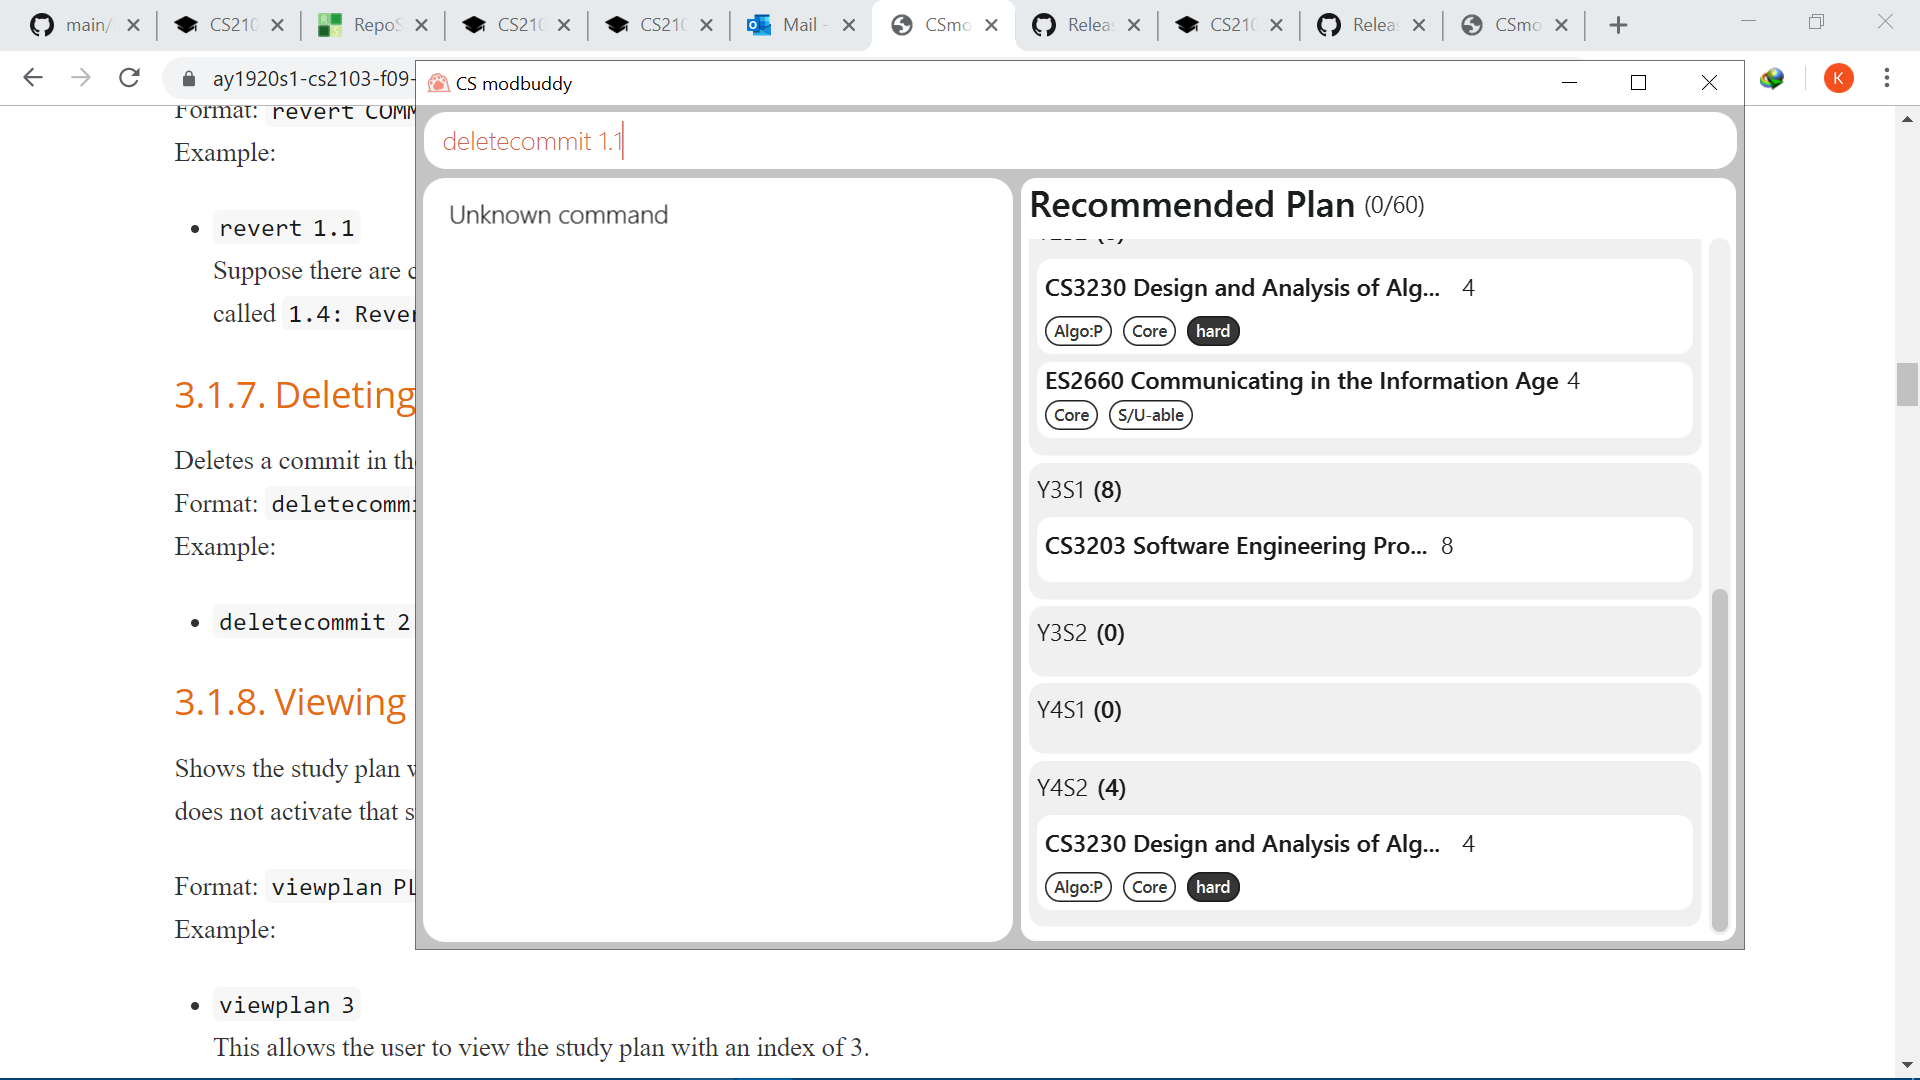 main/
CS210
RepoS
CS210
CS210
Mail -
CSmo
Relea
CS210
Relea
CSmo
ay1920s1-cs2103-f09-
K
CS modbuddy
deletecommit 1.1
Unknown command
Recommended Plan (0/60)
CS3230 Design and Analysis of Alg... 4
Algo:P Core hard
ES2660 Communicating in the Information Age 4
Core S/U-able
Y3S1 (8)
CS3203 Software Engineering Pro... 8
Y3S2 (0)
Y4S1 (0)
Y4S2 (4)
CS3230 Design and Analysis of Alg... 4
Algo:P Core hard
Format: revert COMM
Example:
revert 1.1
Suppose there are c
called 1.4: Rever
3.1.7. Deleting
Deletes a commit in the
Format: deletecommi
Example:
deletecommit 2
3.1.8. Viewing
Shows the study plan w
does not activate that s
Format: viewplan PL
Example:
viewplan 3
This allows the user to view the study plan with an index of 3.